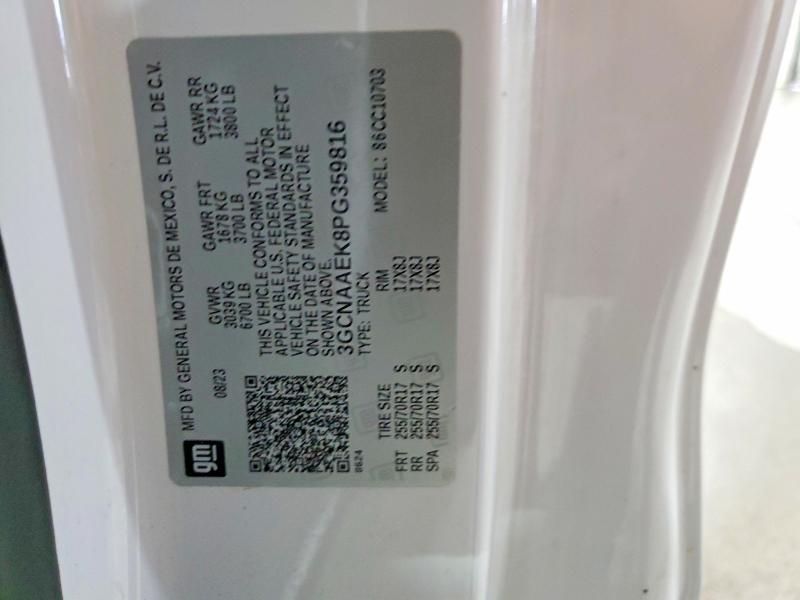 gm
MFD BY GENERAL MOTORS DE MEXICO, S. DE R.L. DE C.V.
08/23 GVWR GAWR FRT GAWR RR
3039 KG 1678 KG 1724 KG
6700 LB 3700 LB 3800 LB
THIS VEHICLE CONFORMS TO ALL
APPLICABLE U.S. FEDERAL MOTOR
VEHICLE SAFETY STANDARDS IN EFFECT
ON THE DATE OF MANUFACTURE
SHOWN ABOVE.
3GCNAAEK8PG359816
8624 TYPE: TRUCK MODEL: 86CC10703
TIRE SIZE RIM
FRT 255/70R17 S 17X8J
RR 255/70R17 S 17X8J
SPA 255/70R17 S 17X8J